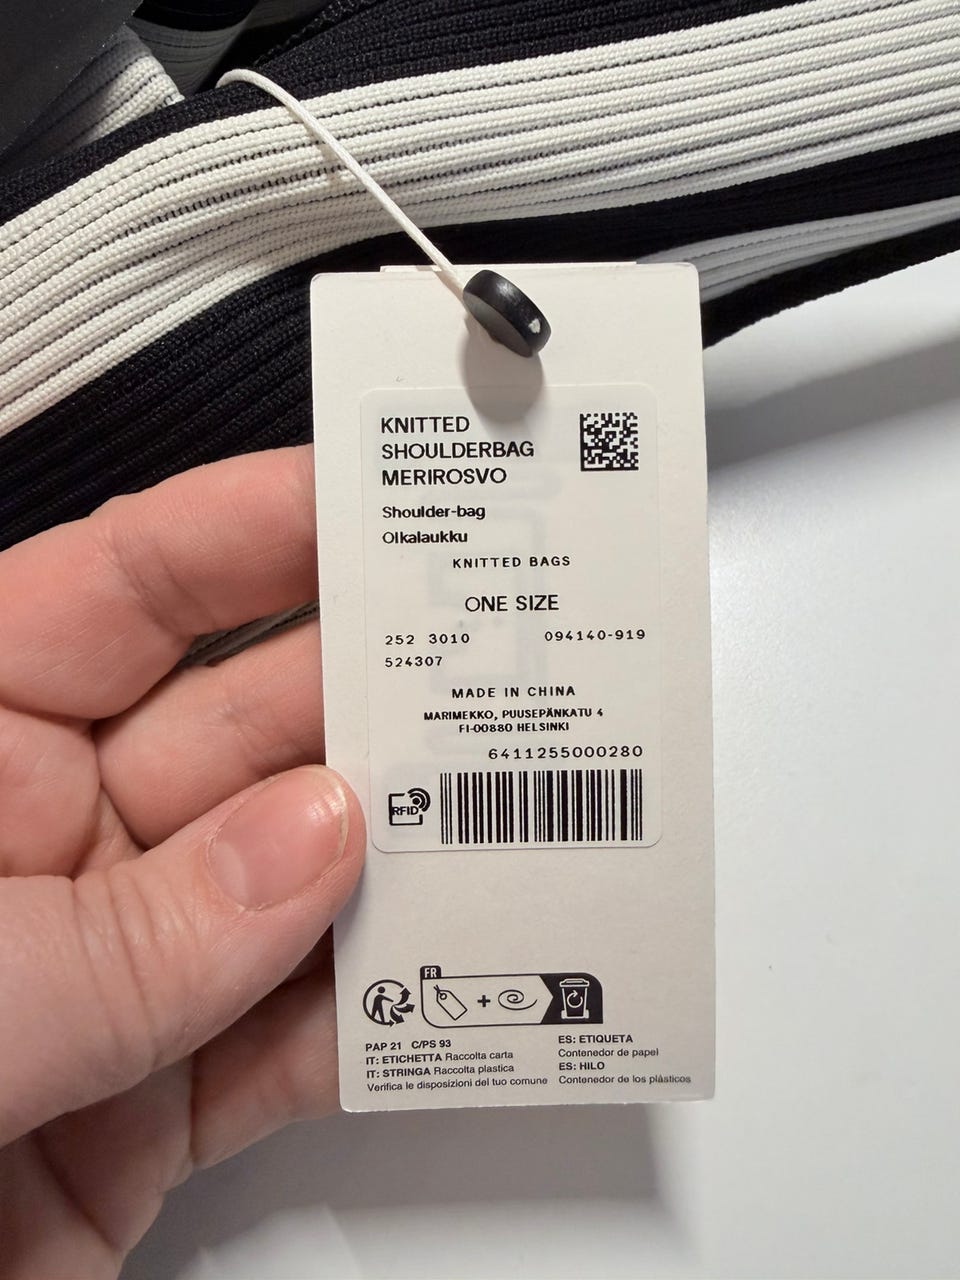 KNITTED
SHOULDERBAG
MERIROSVO
Shoulder-bag
Olkalaukku
KNITTED BAGS
ONE SIZE
252 3010 094140-919
524307
MADE IN CHINA
MARIMEKKO, PUUSEPÄNKATU 4
FI-00880 HELSINKI
6411255000280
RFID
FR
PAP 21 C/PS 93
IT: ETICHETTA Raccolta carta
IT: STRINGA Raccolta plastica
Verifica le disposizioni del tuo comune
ES: ETIQUETA
Contenedor de papel
ES: HILO
Contenedor de los plásticos